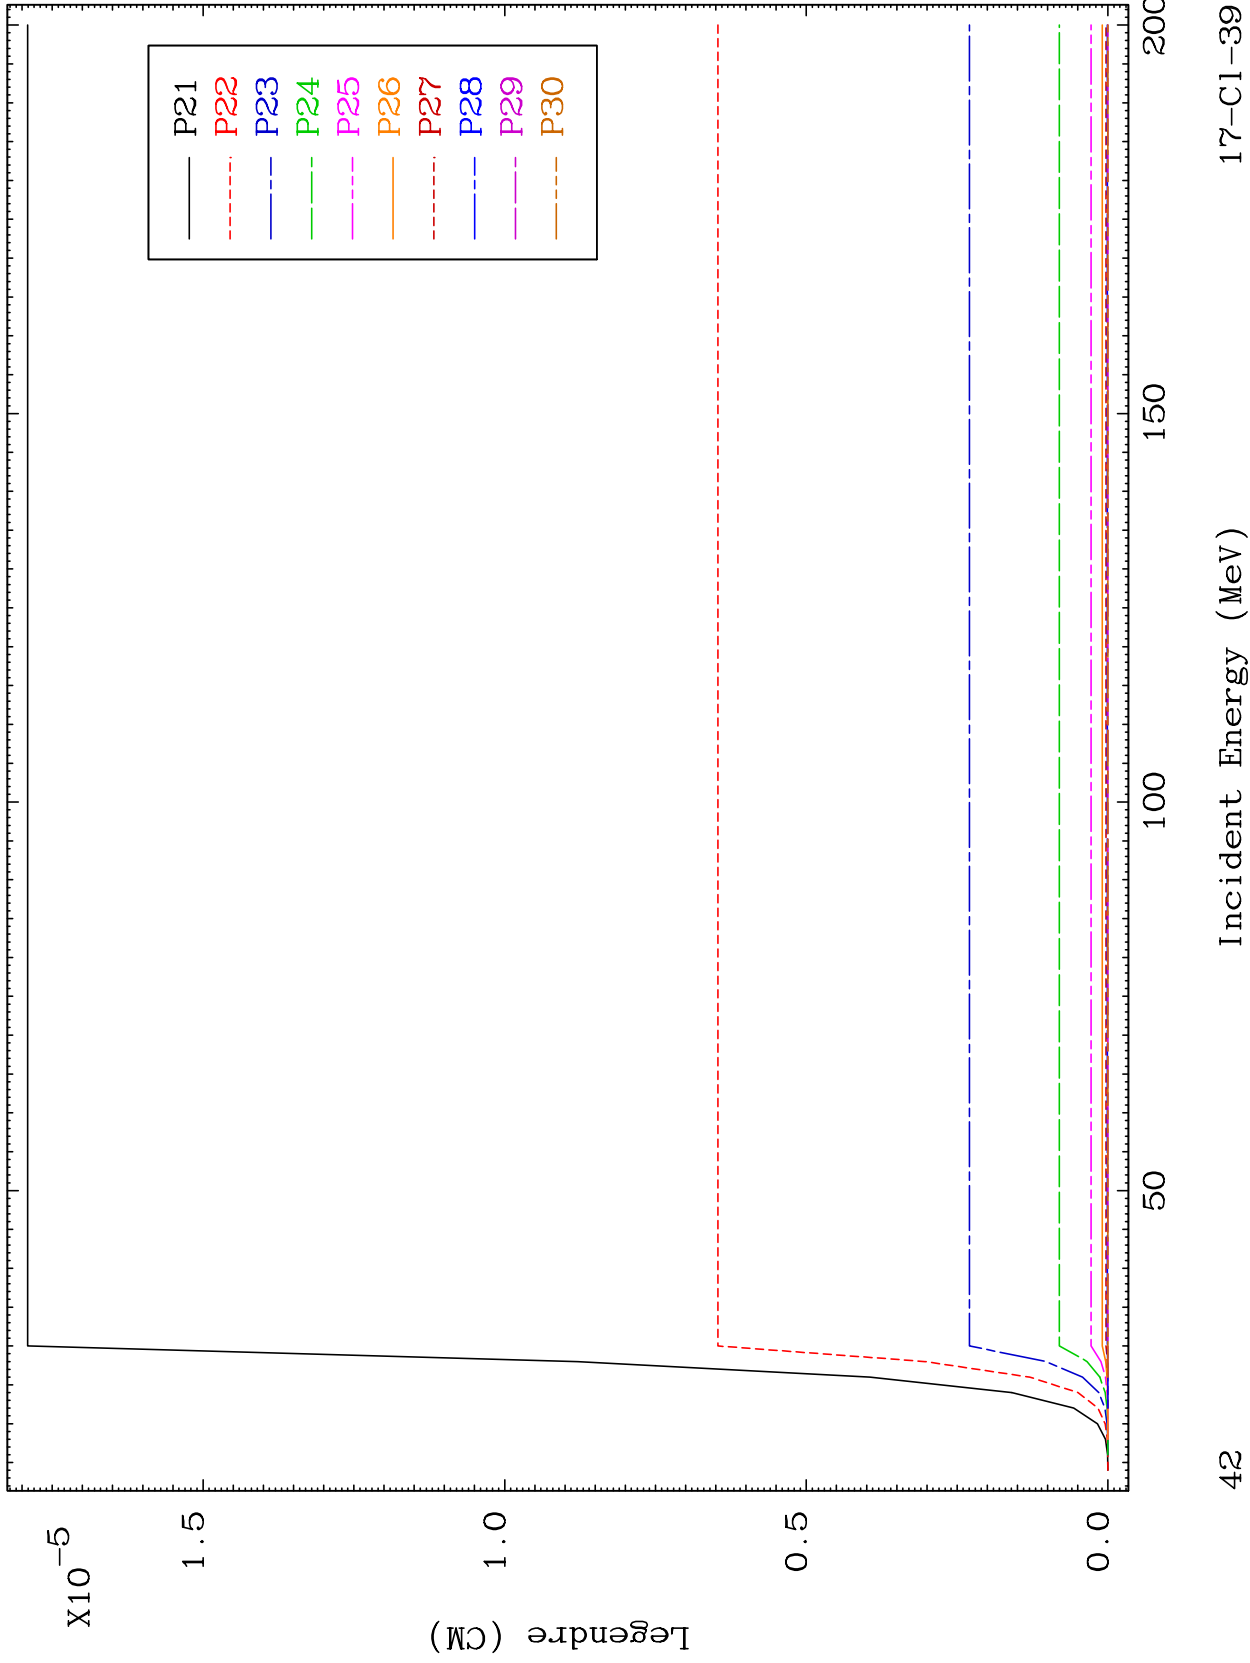 X10-5
1.5
1.0
0.5
0.0
Legendre (CM)
P21
P22
P23
P24
P25
P26
P27
P28
P29
P30
50
100
150
200
Incident Energy (MeV)
42
17-Cl-39